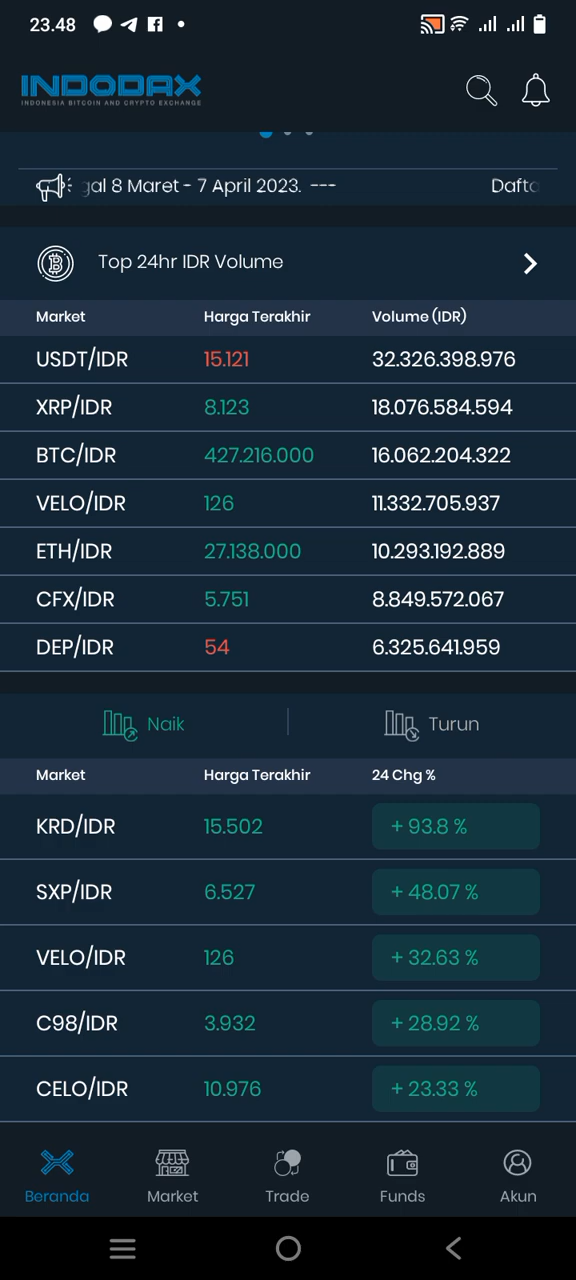 23.48
INDODAX
INDONESIA BITCOIN AND CRYPTO EXCHANGE
gal 8 Maret - 7 April 2023. --- Dafta
Top 24hr IDR Volume
Market Harga Terakhir Volume (IDR)
USDT/IDR 15.121 32.326.398.976
XRP/IDR 8.123 18.076.584.594
BTC/IDR 427.216.000 16.062.204.322
VELO/IDR 126 11.332.705.937
ETH/IDR 27.138.000 10.293.192.889
CFX/IDR 5.751 8.849.572.067
DEP/IDR 54 6.325.641.959
Naik Turun
Market Harga Terakhir 24 Chg %
KRD/IDR 15.502 + 93.8 %
SXP/IDR 6.527 + 48.07 %
VELO/IDR 126 + 32.63 %
C98/IDR 3.932 + 28.92 %
CELO/IDR 10.976 + 23.33 %
Beranda Market Trade Funds Akun